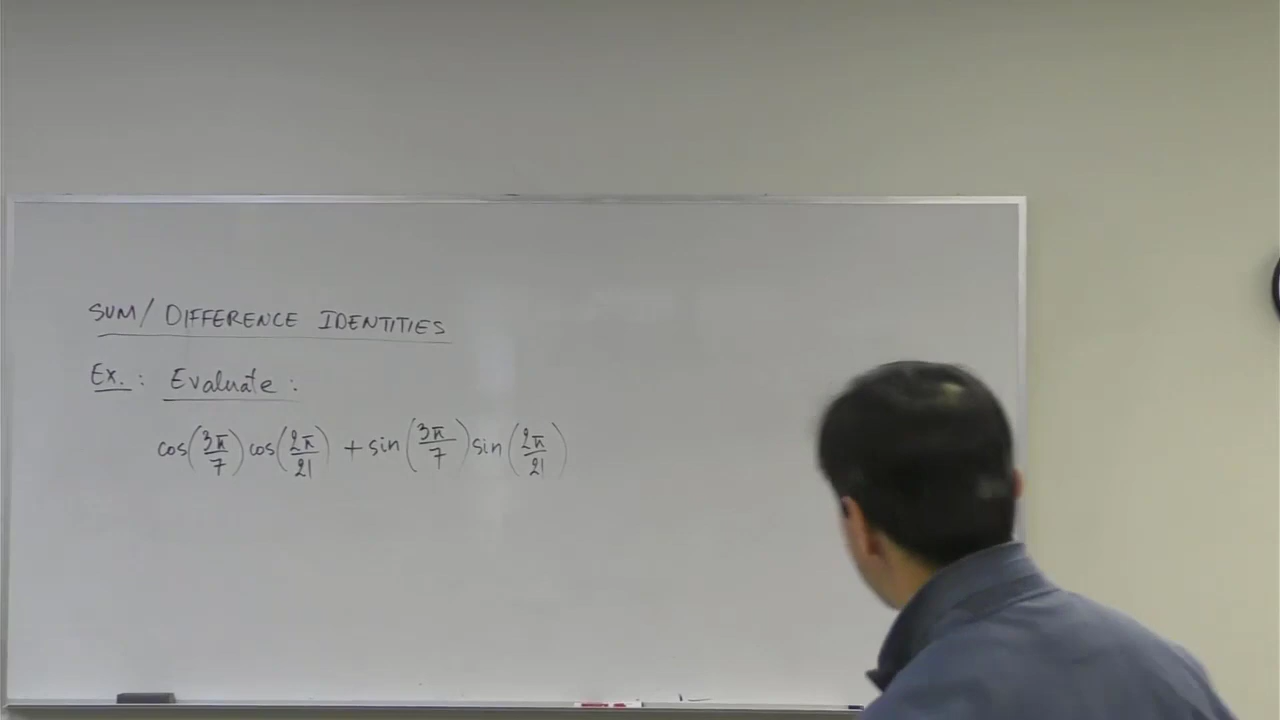 SUM/ DIFFERENCE IDENTITIES
Ex. : Evaluate :
cos(3π/7)cos(2π/21) + sin(3π/7)sin(2π/21)